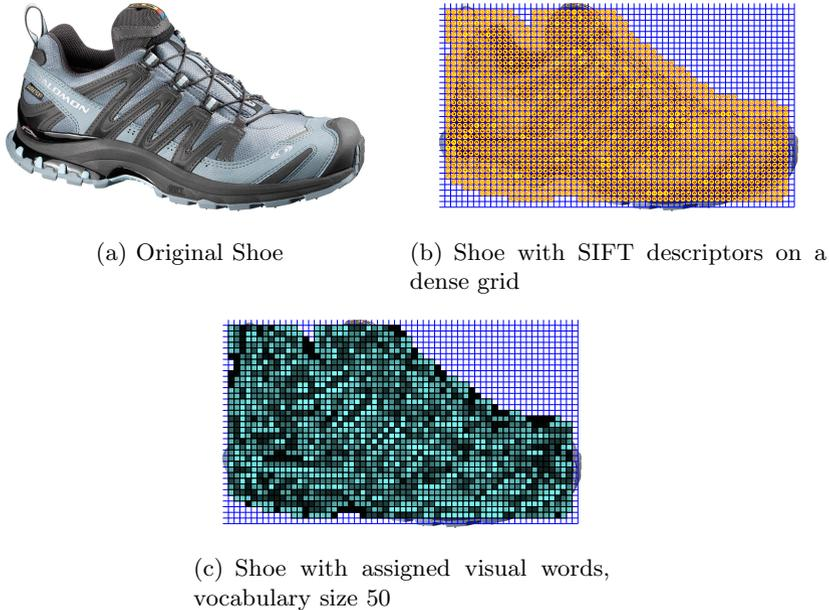 SALOMON
(a) Original Shoe
(b) Shoe with SIFT descriptors on a
dense grid
(c) Shoe with assigned visual words,
vocabulary size 50